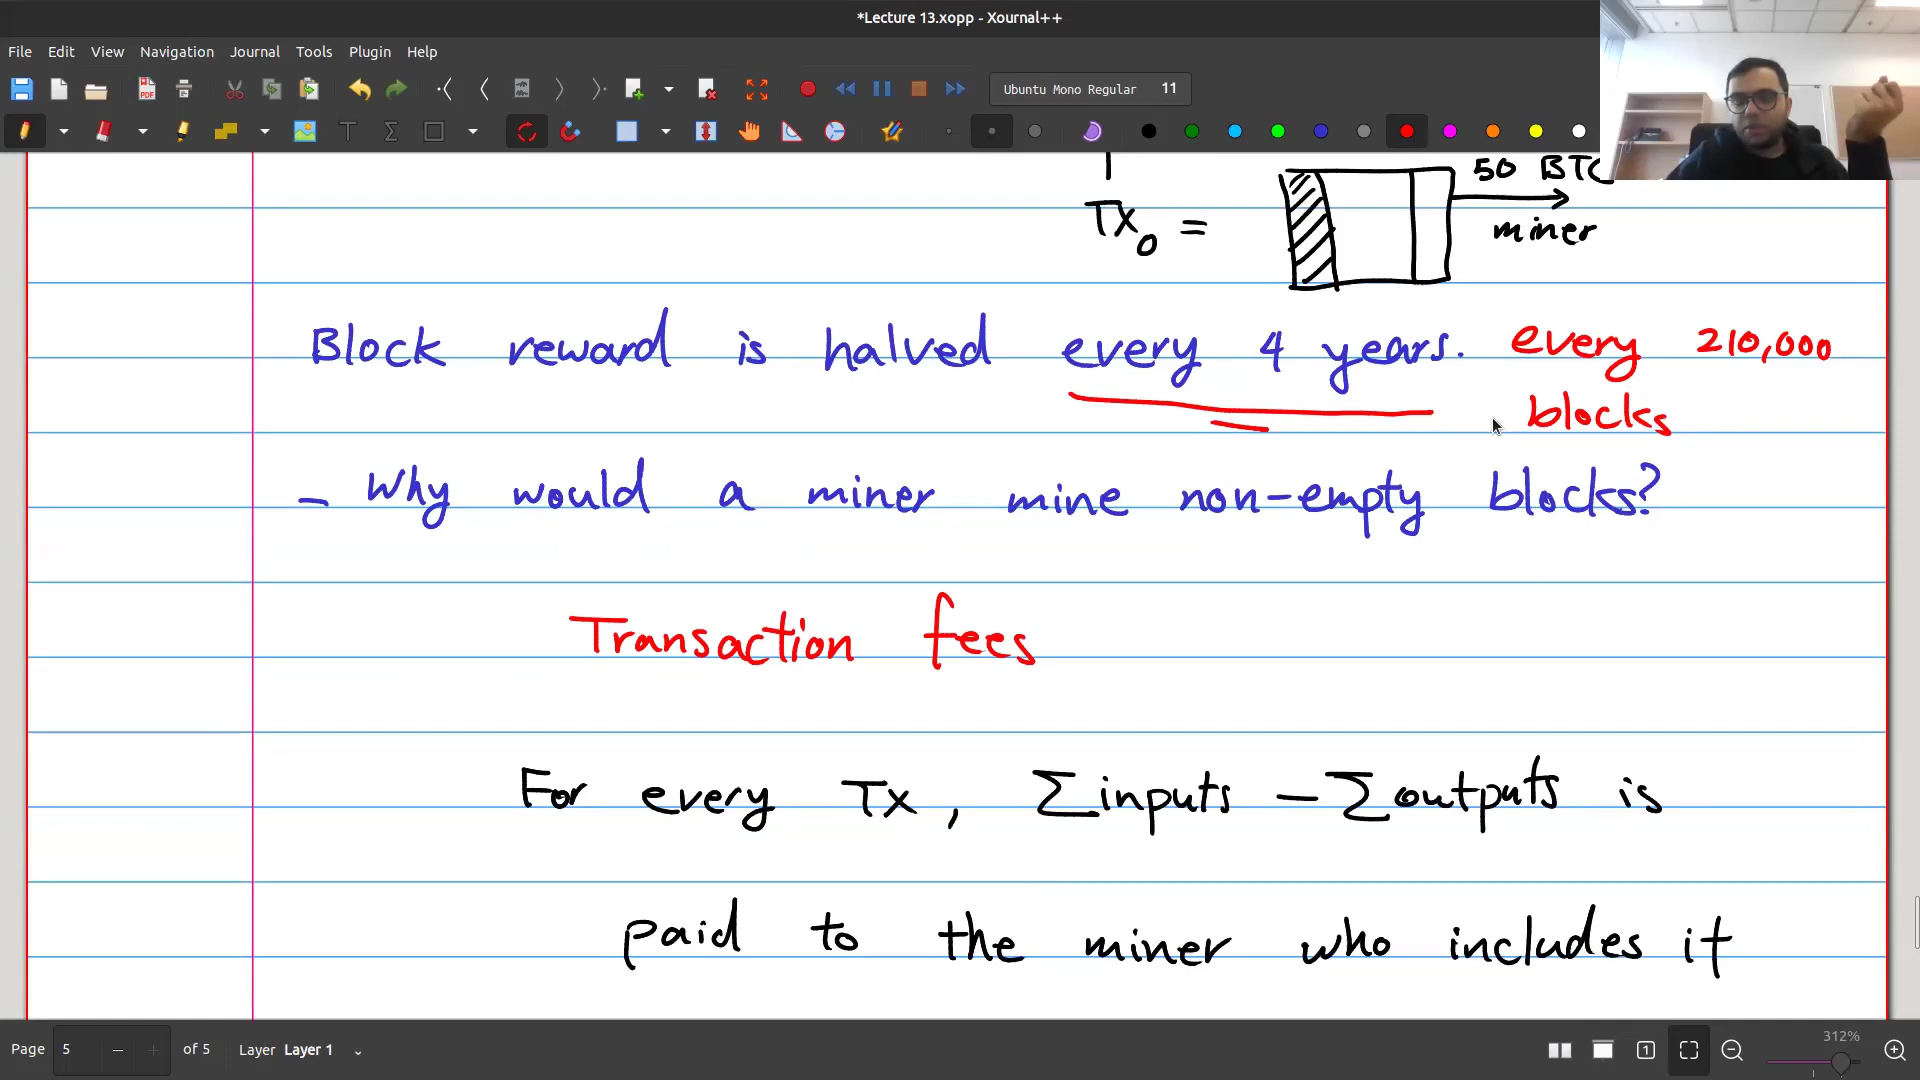 *Lecture 13.xopp - Xournal++
File Edit View Navigation Journal Tools Plugin Help
PDF
Ubuntu Mono Regular 11
50 BTC
Tx0 =
miner
Block reward is halved every 4 years. every 210,000
blocks
- Why would a miner mine non-empty blocks?
Transaction fees
For every Tx, Σinputs - Σoutputs is
paid to the miner who includes it
Page 5 of 5 Layer Layer 1
312%